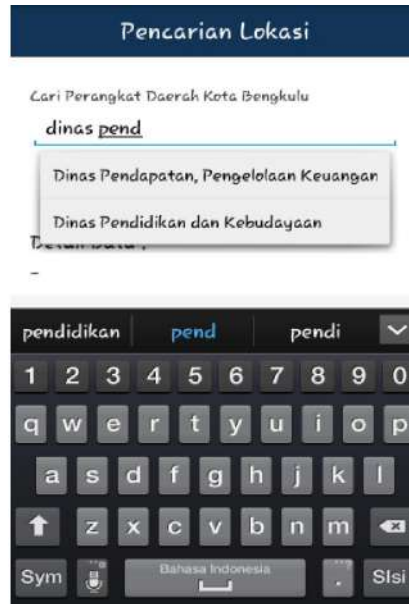 Pencarian Lokasi
Cari Perangkat Daerah Kota Bengkulu
dinas pend
Dinas Pendapatan, Pengelolaan Keuangan
Dinas Pendidikan dan Kebudayaan
-
pendidikan pend pendi
1 2 3 4 5 6 7 8 9 0
q w e r t y u i o p
a s d f g h j k l
z x c v b n m
Sym Bahasa Indonesia . Slsi